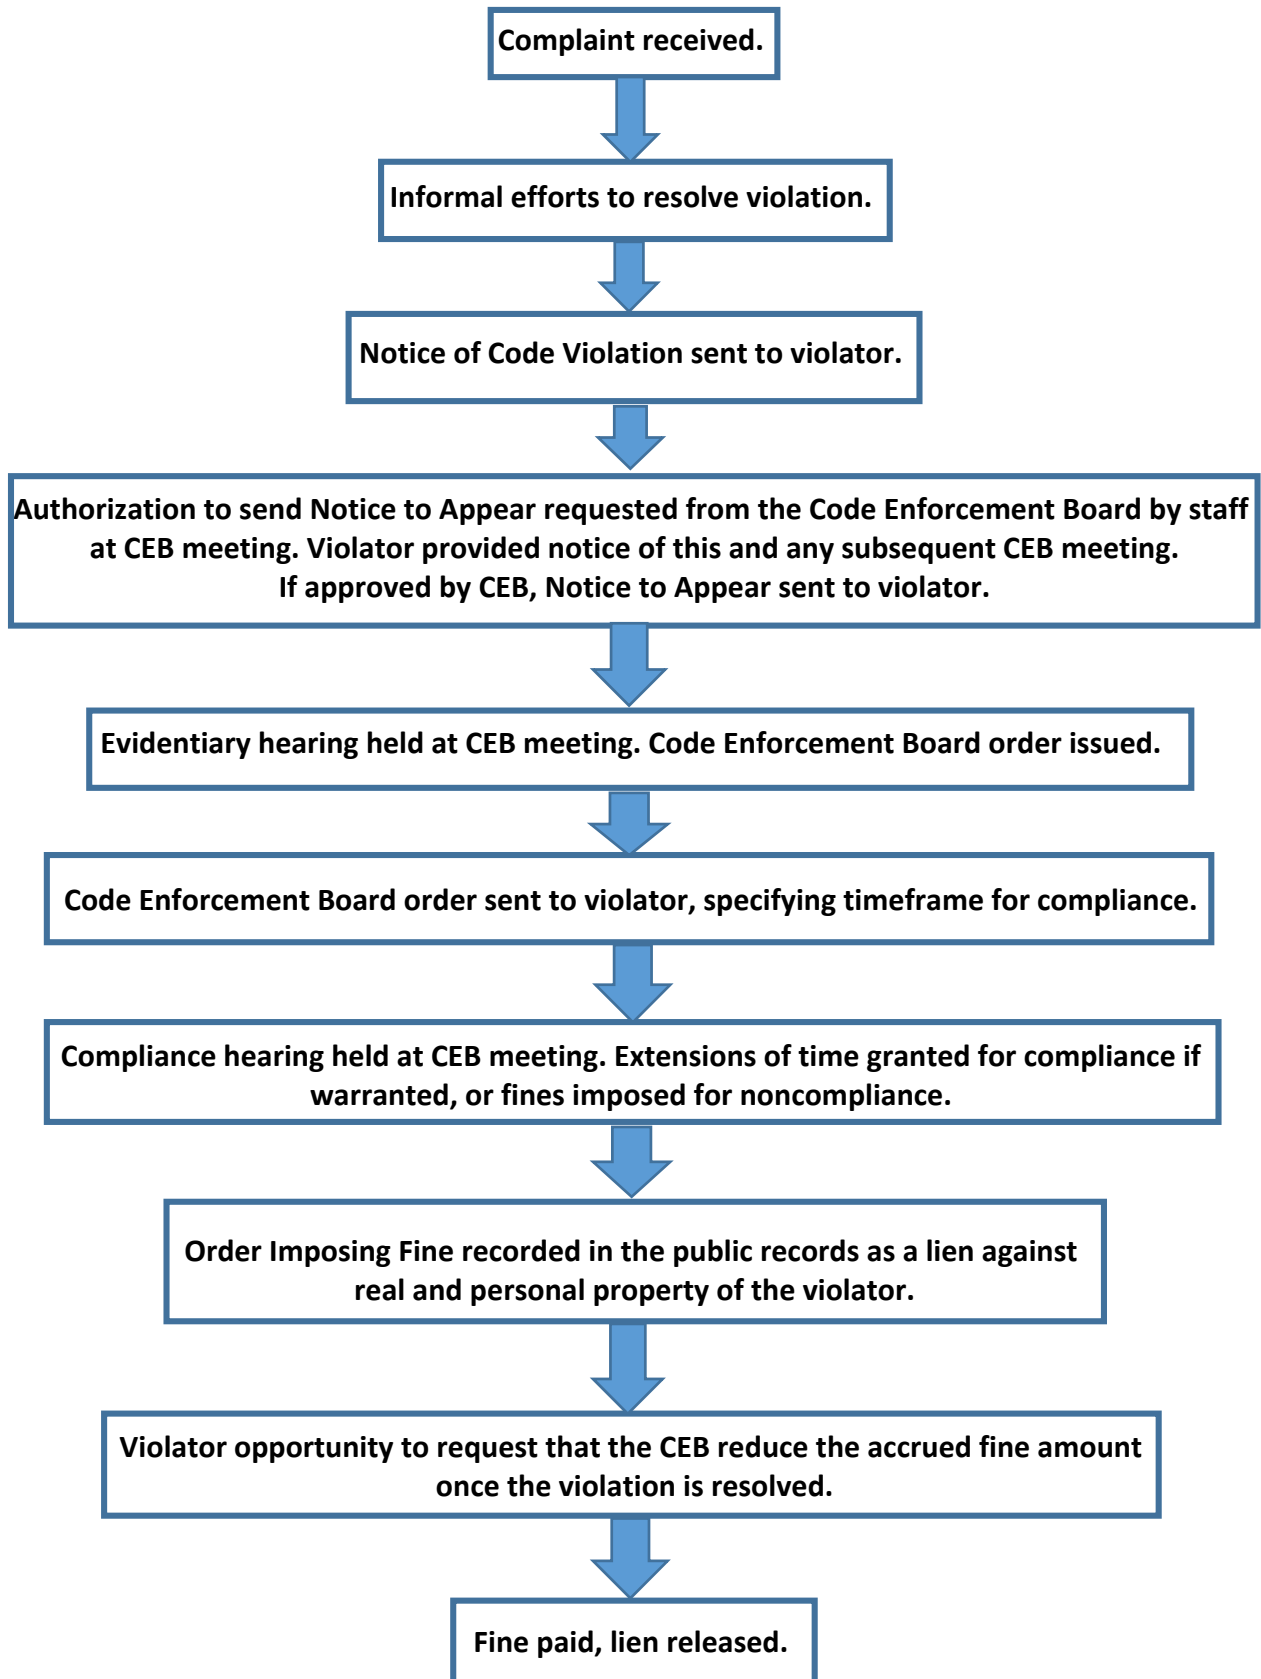 Complaint received.
Informal efforts to resolve violation.
Notice of Code Violation sent to violator.
Authorization to send Notice to Appear requested from the Code Enforcement Board by staff
at CEB meeting. Violator provided notice of this and any subsequent CEB meeting.
If approved by CEB, Notice to Appear sent to violator.
Evidentiary hearing held at CEB meeting. Code Enforcement Board order issued.
Code Enforcement Board order sent to violator, specifying timeframe for compliance.
Compliance hearing held at CEB meeting. Extensions of time granted for compliance if
warranted, or fines imposed for noncompliance.
Order Imposing Fine recorded in the public records as a lien against
real and personal property of the violator.
Violator opportunity to request that the CEB reduce the accrued fine amount
once the violation is resolved.
Fine paid, lien released.